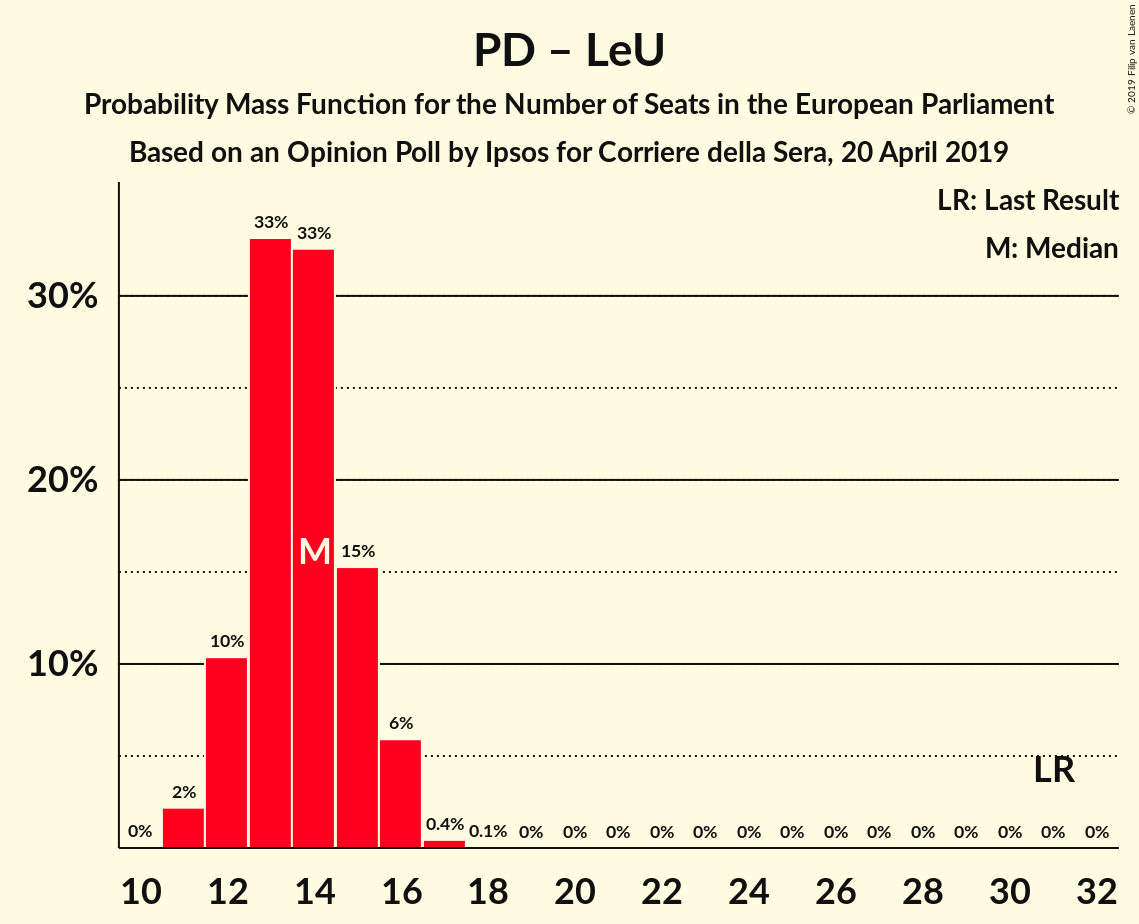 PD – LeU
Probability Mass Function for the Number of Seats in the European Parliament
Based on an Opinion Poll by Ipsos for Corriere della Sera, 20 April 2019
© 2019 Filip van Laenen
LR: Last Result
M: Median
30%
20%
10%
0%
2%
10%
33%
33%
15%
6%
0.4%
0.1%
0%
0%
0%
0%
0%
0%
0%
0%
0%
0%
0%
0%
0%
0%
M
LR
10 12 14 16 18 20 22 24 26 28 30 32